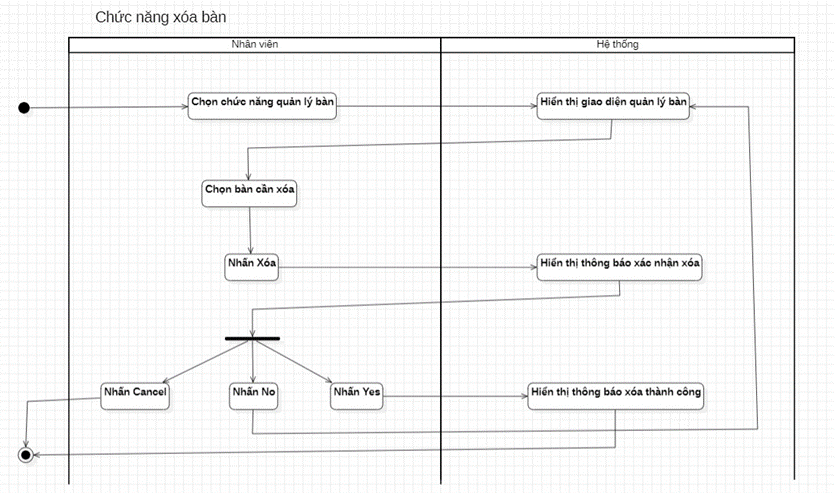 Chức năng xóa bàn
Nhân viên
Hệ thống
Chọn chức năng quản lý bàn
Hiển thị giao diện quản lý bàn
Chọn bàn cần xóa
Nhấn Xóa
Hiển thị thông báo xác nhận xóa
Nhấn Cancel
Nhấn No
Nhấn Yes
Hiển thị thông báo xóa thành công